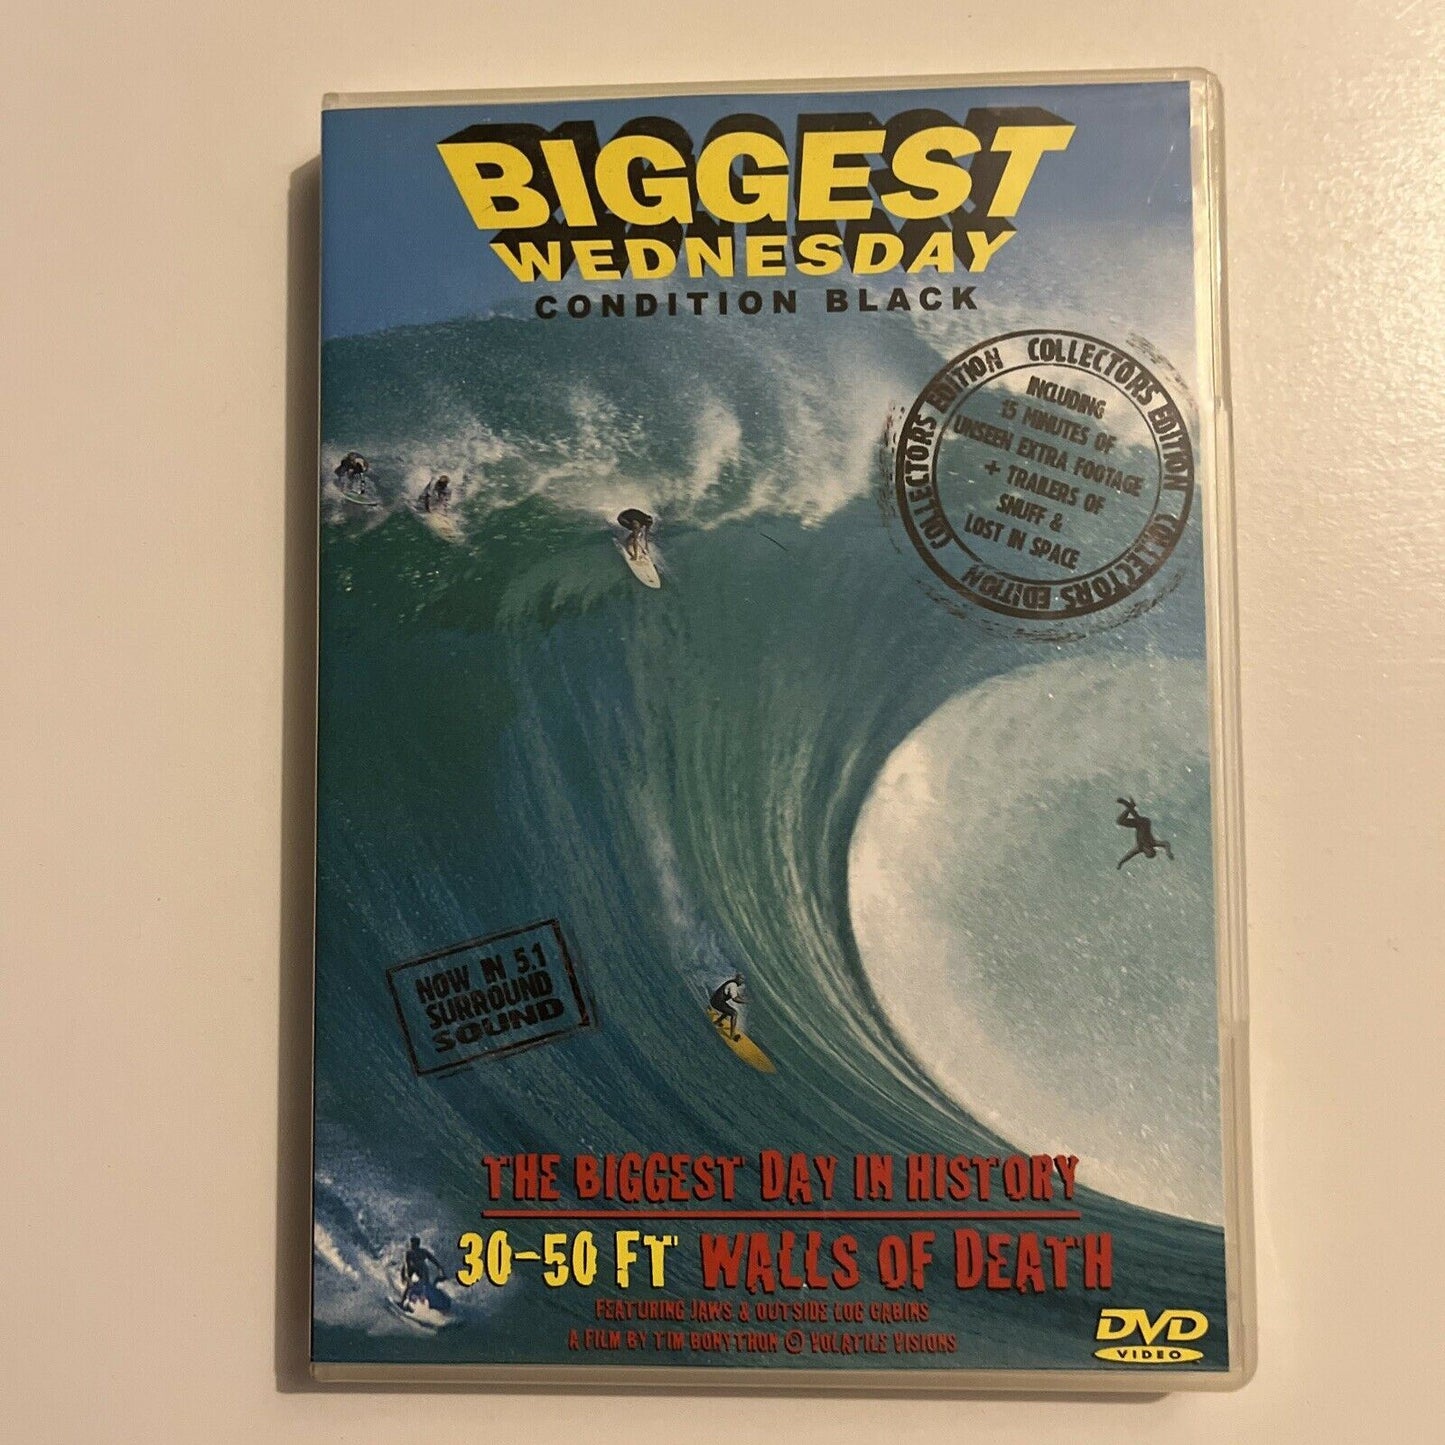 BIGGEST
WEDNESDAY
CONDITION BLACK
COLLECTORS EDITION COLLECTORS EDITION COLLECTORS EDITION
INCLUDING
15 MINUTES OF
UNSEEN EXTRA FOOTAGE
+ TRAILERS OF
SNUFF &
LOST IN SPACE
NOW IN 5.1
SURROUND
SOUND
THE BIGGEST DAY IN HISTORY
30-50 FT WALLS OF DEATH
FEATURING JAWS & OUTSIDE LOG CABINS
A FILM BY TIM BONYTHON © VOLATILE VISIONS
DVD
VIDEO